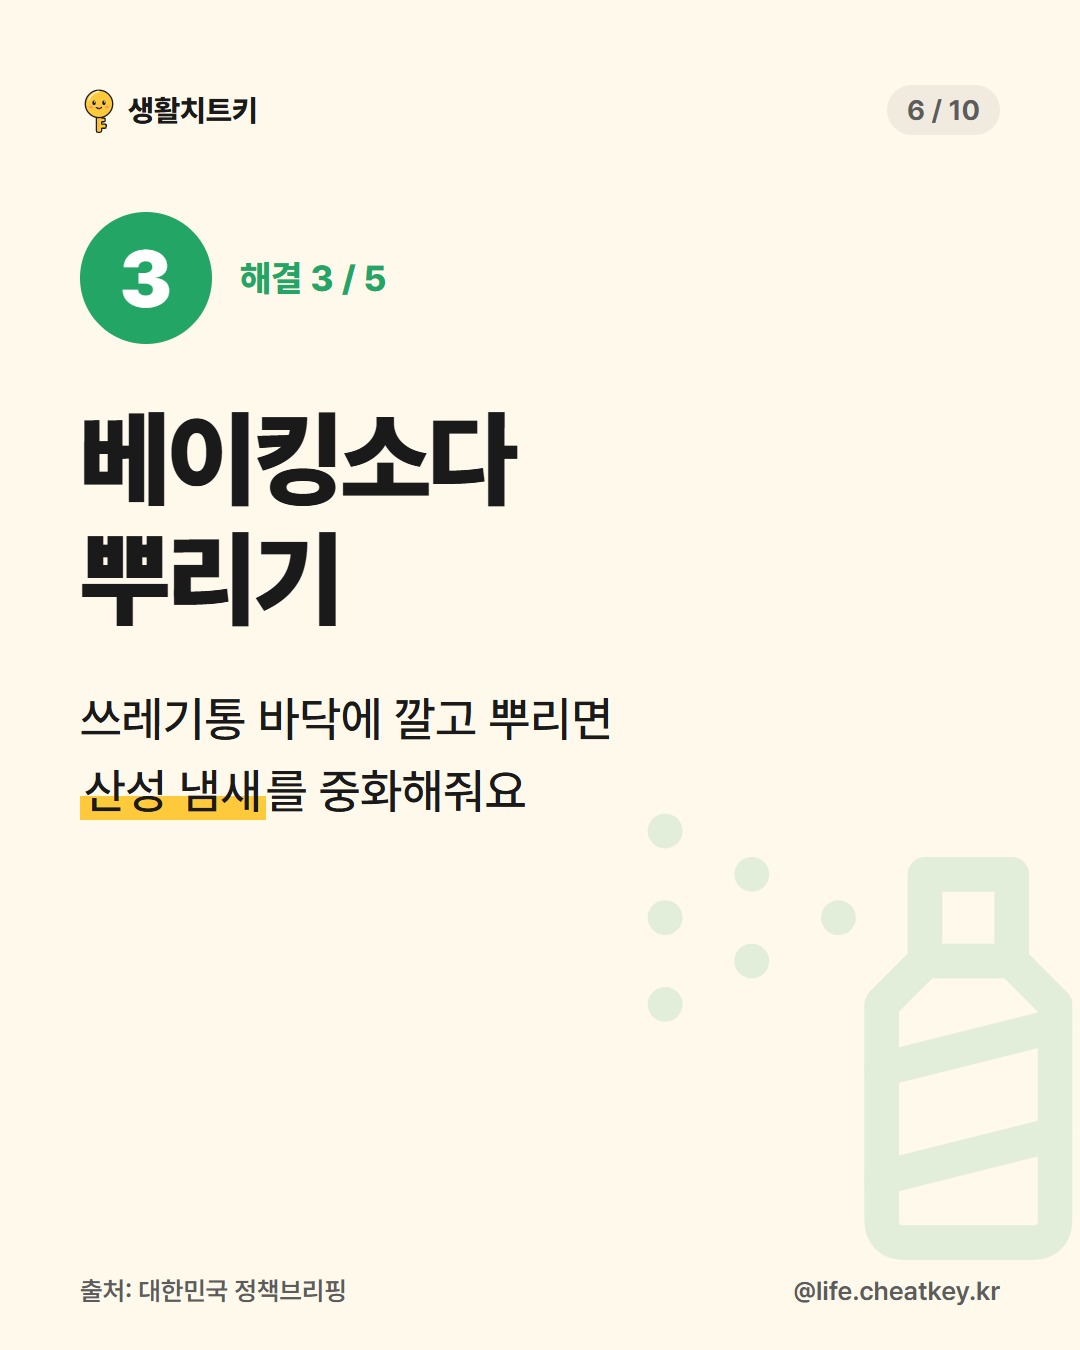 생활치트키
6 / 10
3
해결 3 / 5
베이킹소다
뿌리기
쓰레기통 바닥에 깔고 뿌리면
산성 냄새를 중화해줘요
출처: 대한민국 정책브리핑
@life.cheatkey.kr